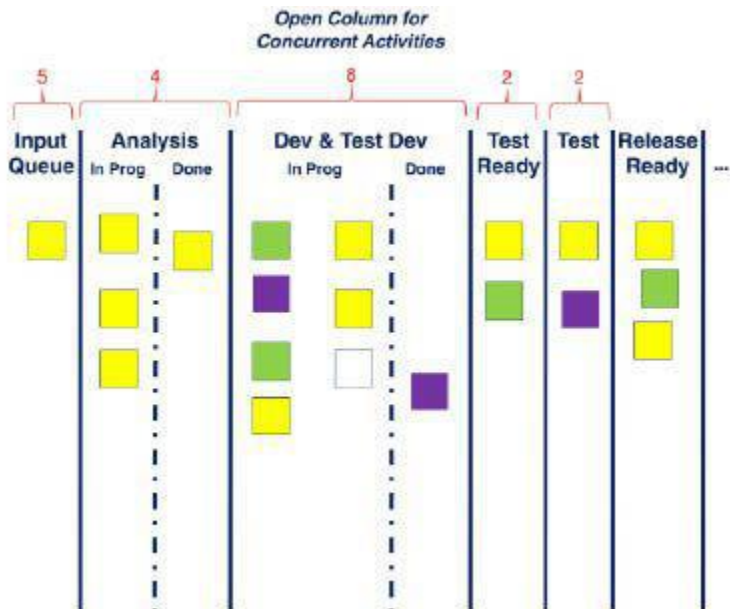 Open Column for
Concurrent Activities
5
4
8
2
2
Input
Queue
Analysis
In Prog
Done
Dev & Test Dev
In Prog
Done
Test
Ready
Test
Release
Ready
...